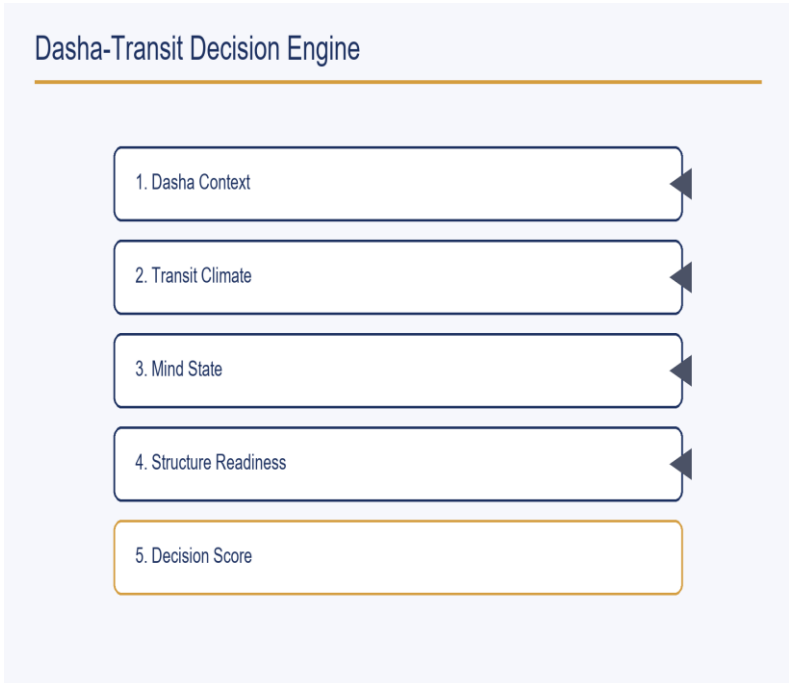 Dasha-Transit Decision Engine
1. Dasha Context
2. Transit Climate
3. Mind State
4. Structure Readiness
5. Decision Score